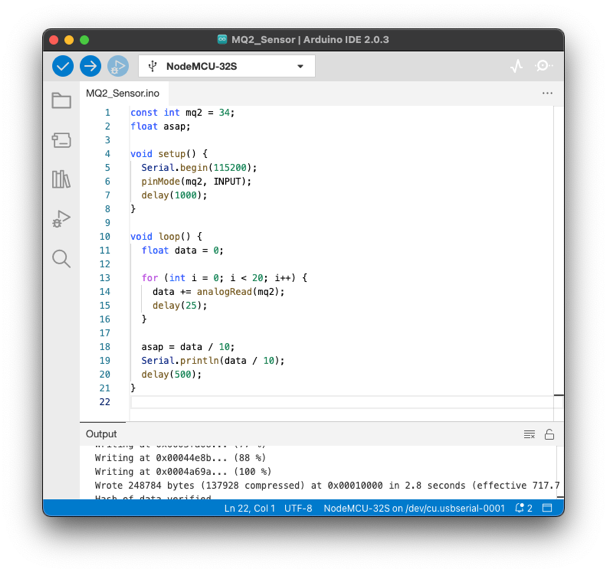 MQ2_Sensor | Arduino IDE 2.0.3
NodeMCU-32S
MQ2_Sensor.ino
1 const int mq2 = 34;
2 float asap;
3
4 void setup() {
5 Serial.begin(115200);
6 pinMode(mq2, INPUT);
7 delay(1000);
8 }
9
10 void loop() {
11 float data = 0;
12
13 for (int i = 0; i < 20; i++) {
14 data += analogRead(mq2);
15 delay(25);
16 }
17
18 asap = data / 10;
19 Serial.println(data / 10);
20 delay(500);
21 }
22
Output
Writing at 0x00044e8b... (88 %)
Writing at 0x0004a69a... (100 %)
Wrote 248784 bytes (137928 compressed) at 0x00010000 in 2.8 seconds (effective 717.7
Hash of data verified
Ln 22, Col 1 UTF-8 NodeMCU-32S on /dev/cu.usbserial-0001 2